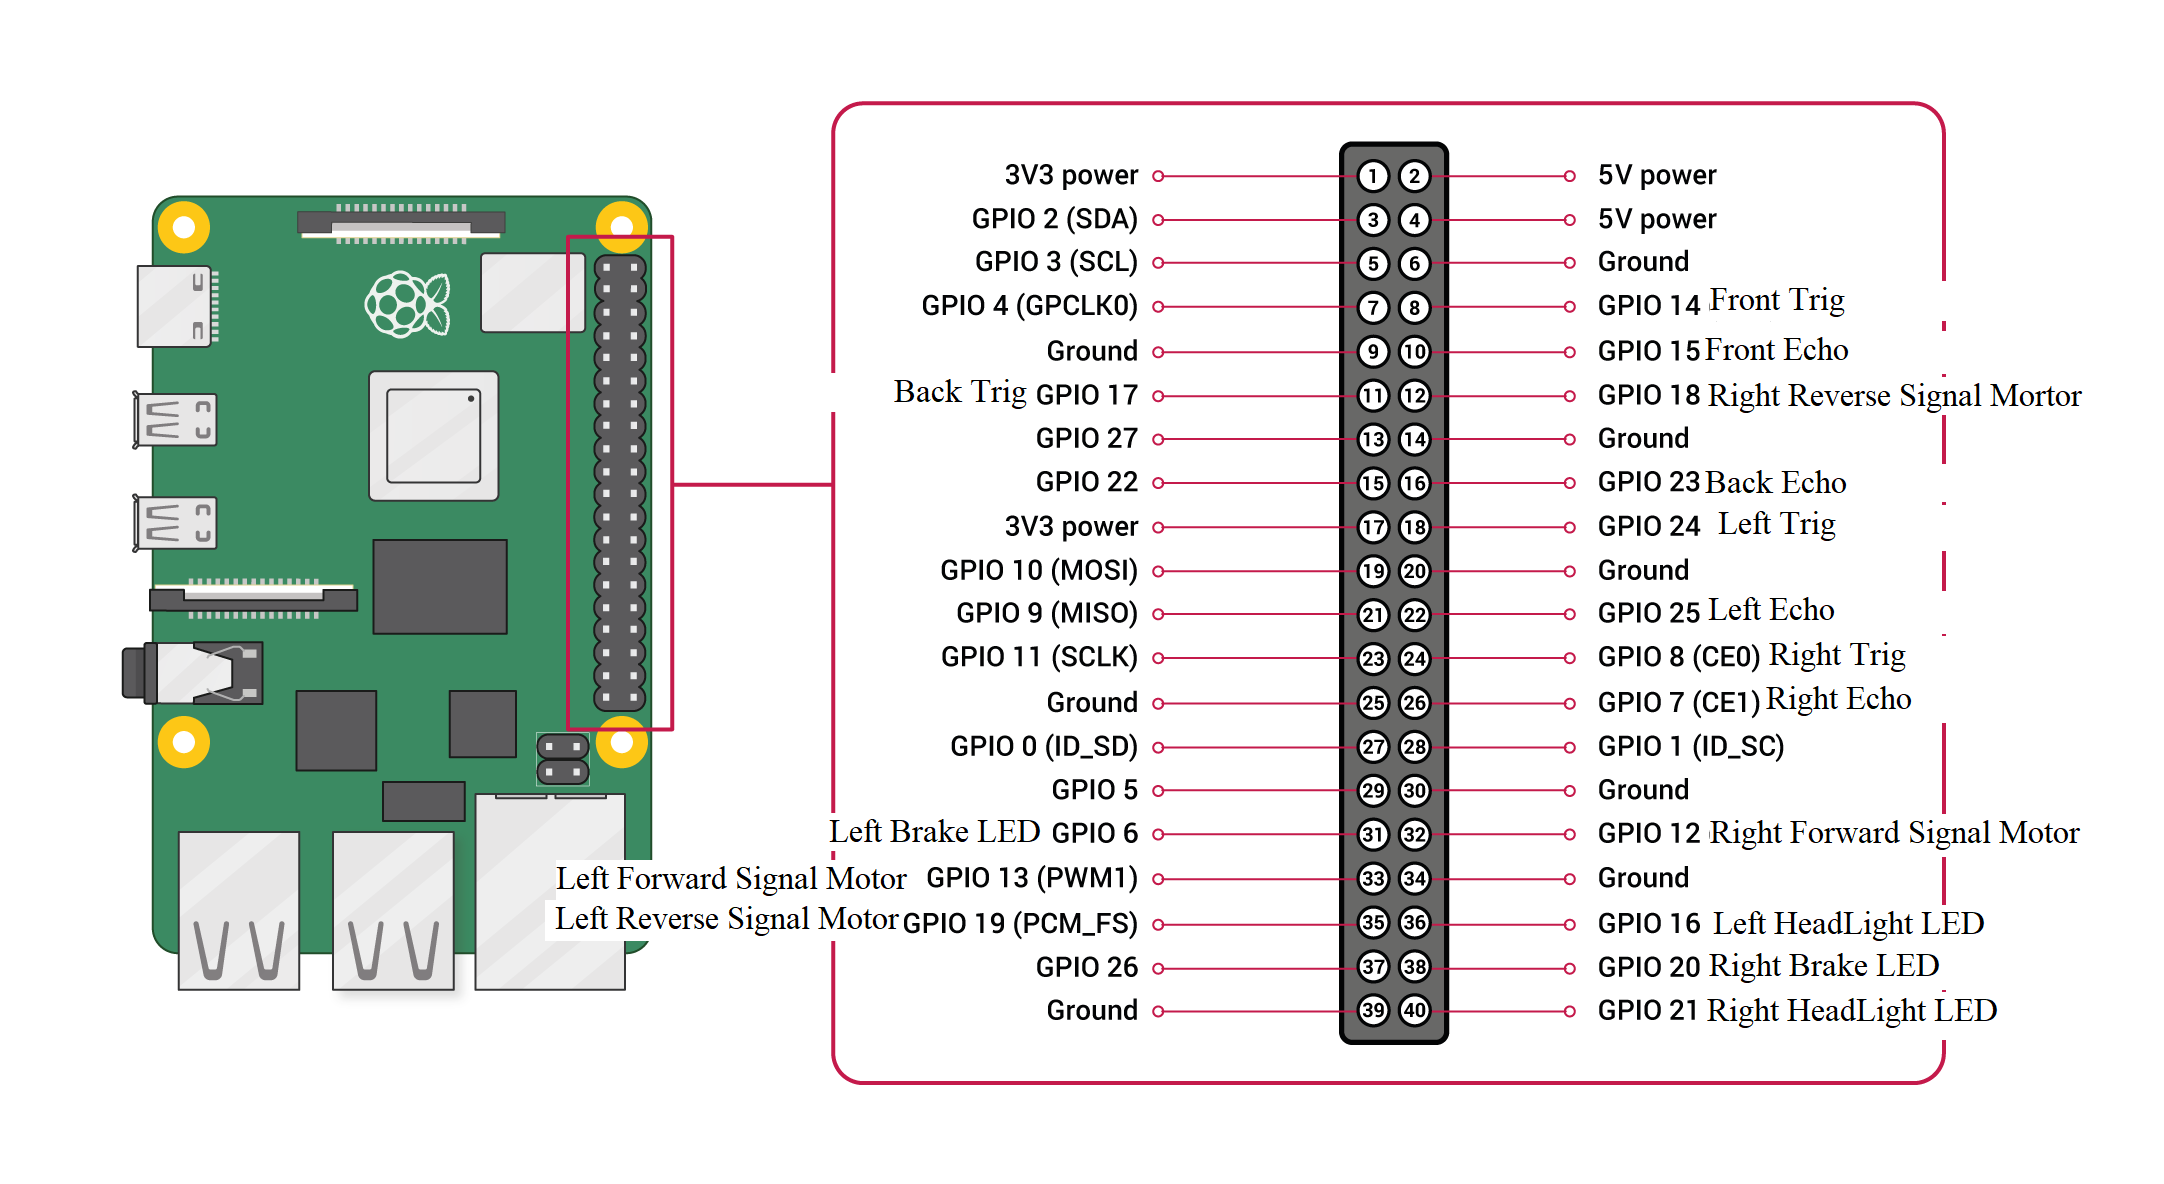 3V3 power 1 2 5V power
GPIO 2 (SDA) 3 4 5V power
GPIO 3 (SCL) 5 6 Ground
GPIO 4 (GPCLK0) 7 8 GPIO 14 Front Trig
Ground 9 10 GPIO 15 Front Echo
Back Trig GPIO 17 11 12 GPIO 18 Right Reverse Signal Mortor
GPIO 27 13 14 Ground
GPIO 22 15 16 GPIO 23 Back Echo
3V3 power 17 18 GPIO 24 Left Trig
GPIO 10 (MOSI) 19 20 Ground
GPIO 9 (MISO) 21 22 GPIO 25 Left Echo
GPIO 11 (SCLK) 23 24 GPIO 8 (CE0) Right Trig
Ground 25 26 GPIO 7 (CE1) Right Echo
GPIO 0 (ID_SD) 27 28 GPIO 1 (ID_SC)
GPIO 5 29 30 Ground
Left Brake LED GPIO 6 31 32 GPIO 12 Right Forward Signal Motor
Left Forward Signal Motor GPIO 13 (PWM1) 33 34 Ground
Left Reverse Signal Motor GPIO 19 (PCM_FS) 35 36 GPIO 16 Left HeadLight LED
GPIO 26 37 38 GPIO 20 Right Brake LED
Ground 39 40 GPIO 21 Right HeadLight LED